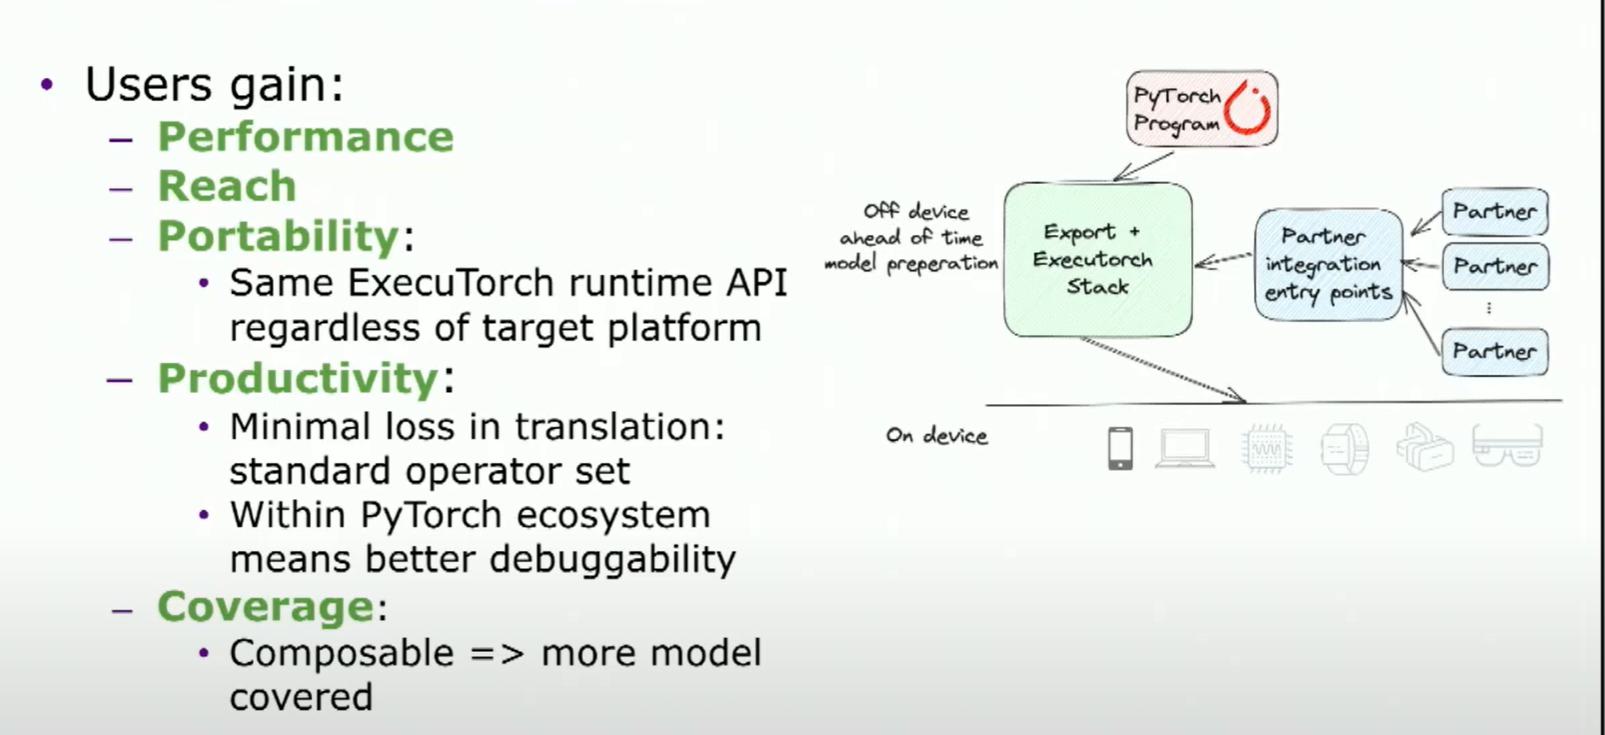 • Users gain:
– Performance
– Reach
– Portability:
• Same ExecuTorch runtime API
regardless of target platform
– Productivity:
• Minimal loss in translation:
standard operator set
• Within PyTorch ecosystem
means better debuggability
– Coverage:
• Composable => more model
covered
PyTorch
Program
Off device
ahead of time
model preperation
Export +
Executorch
Stack
Partner
integration
entry points
Partner
Partner
⋮
Partner
On device